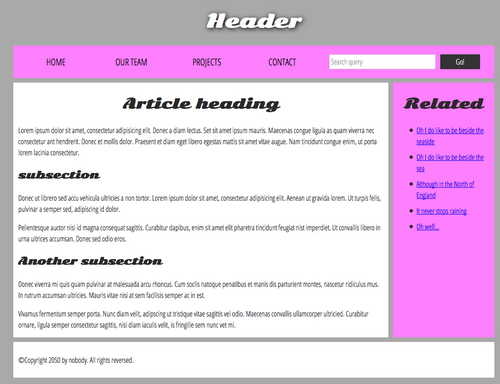 Header
HOME OUR TEAM PROJECTS CONTACT Search query Go!
Article heading
Lorem ipsum dolor sit amet, consectetur adipisicing elit. Donec a diam lectus. Set sit amet ipsum mauris. Maecenas congue ligula as quam viverra nec
consectetur ant hendrerit. Donec et mollis dolor. Praesent et diam eget libero egestas mattis sit amet vitae augue. Nam tincidunt congue enim, ut porta
lorem lacinia consectetur.
subsection
Donec ut librero sed accu vehicula ultricies a non tortor. Lorem ipsum dolor sit amet, consectetur adipisicing elit. Aenean ut gravida lorem. Ut turpis felis,
pulvinar a semper sed, adipiscing id dolor.
Pelientesque auctor nisi id magna consequat sagittis. Curabitur dapibus, enim sit amet elit pharetra tincidunt feugiat nist imperdiet. Ut convallis libero in
urna ultrices accumsan. Donec sed odio eros.
Another subsection
Donec viverra mi quis quam pulvinar at malesuada arcu rhoncus. Cum soclis natoque penatibus et manis dis parturient montes, nascetur ridiculus mus.
In rutrum accumsan ultricies. Mauris vitae nisi at sem facilisis semper ac in est.
Vivamus fermentum semper porta. Nunc diam velit, adipscing ut tristique vitae sagittis vel odio. Maecenas convallis ullamcorper ultricied. Curabitur
ornare, ligula semper consectetur sagittis, nisi diam iaculis velit, is fringille sem nunc vet mi.
Related
Oh I do like to be beside the
seaside
Oh I do like to be beside the
sea
Although in the North of
England
It never stops raining
Oh well...
©Copyright 2050 by nobody. All rights reversed.